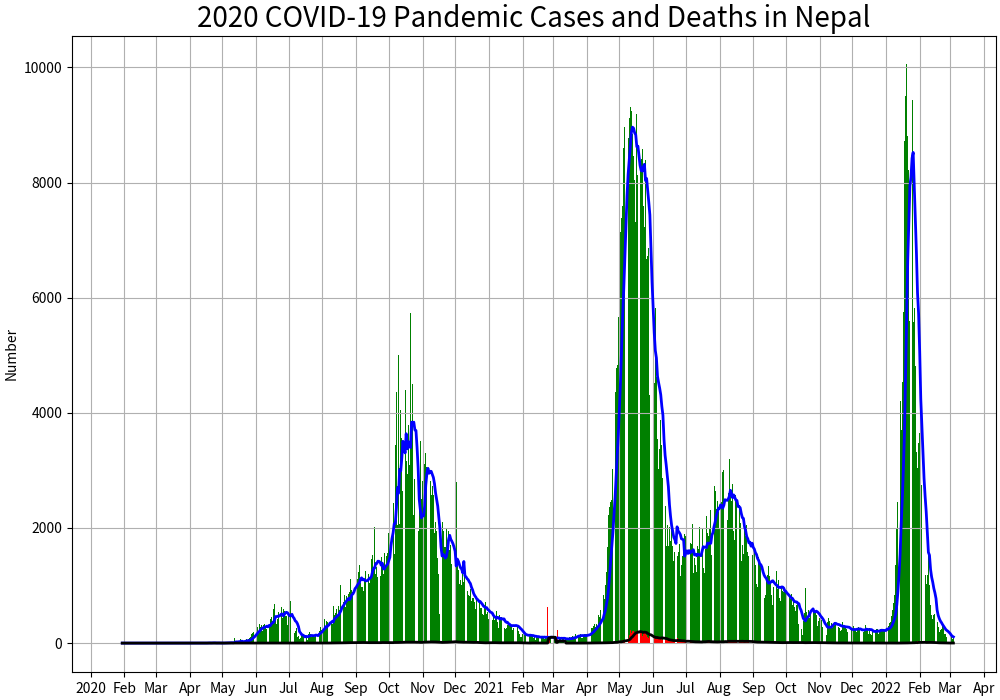 2020 COVID-19 Pandemic Cases and Deaths in Nepal
10000
8000
6000
4000
2000
0
Number
2020 Feb Mar Apr May Jun Jul Aug Sep Oct Nov Dec 2021 Feb Mar Apr May Jun Jul Aug Sep Oct Nov Dec 2022 Feb Mar Apr